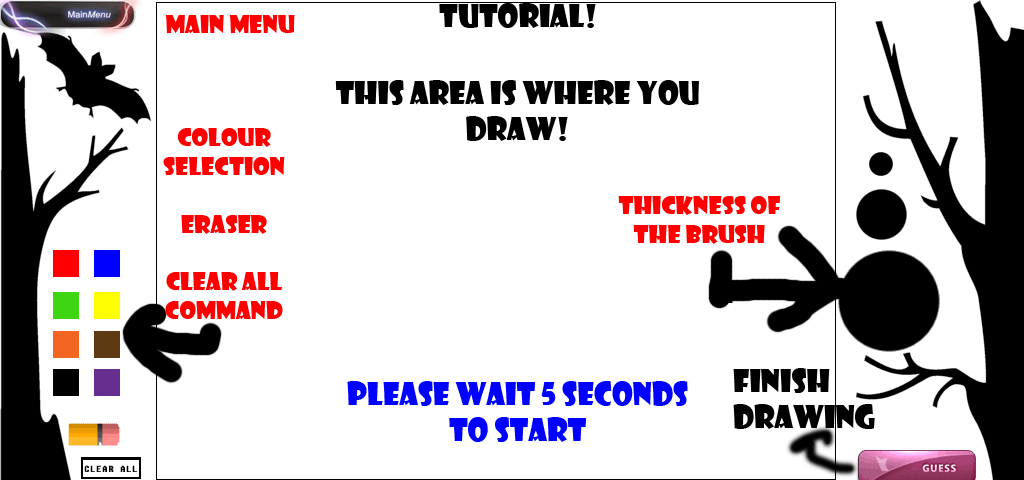 MainMenu
MAIN MENU
TUTORIAL!
THIS AREA IS WHERE YOU
DRAW!
COLOUR
SELECTION
ERASER
CLEAR ALL
COMMAND
THICKNESS OF
THE BRUSH
PLEASE WAIT 5 SECONDS
TO START
FINISH
DRAWING
CLEAR ALL
GUESS